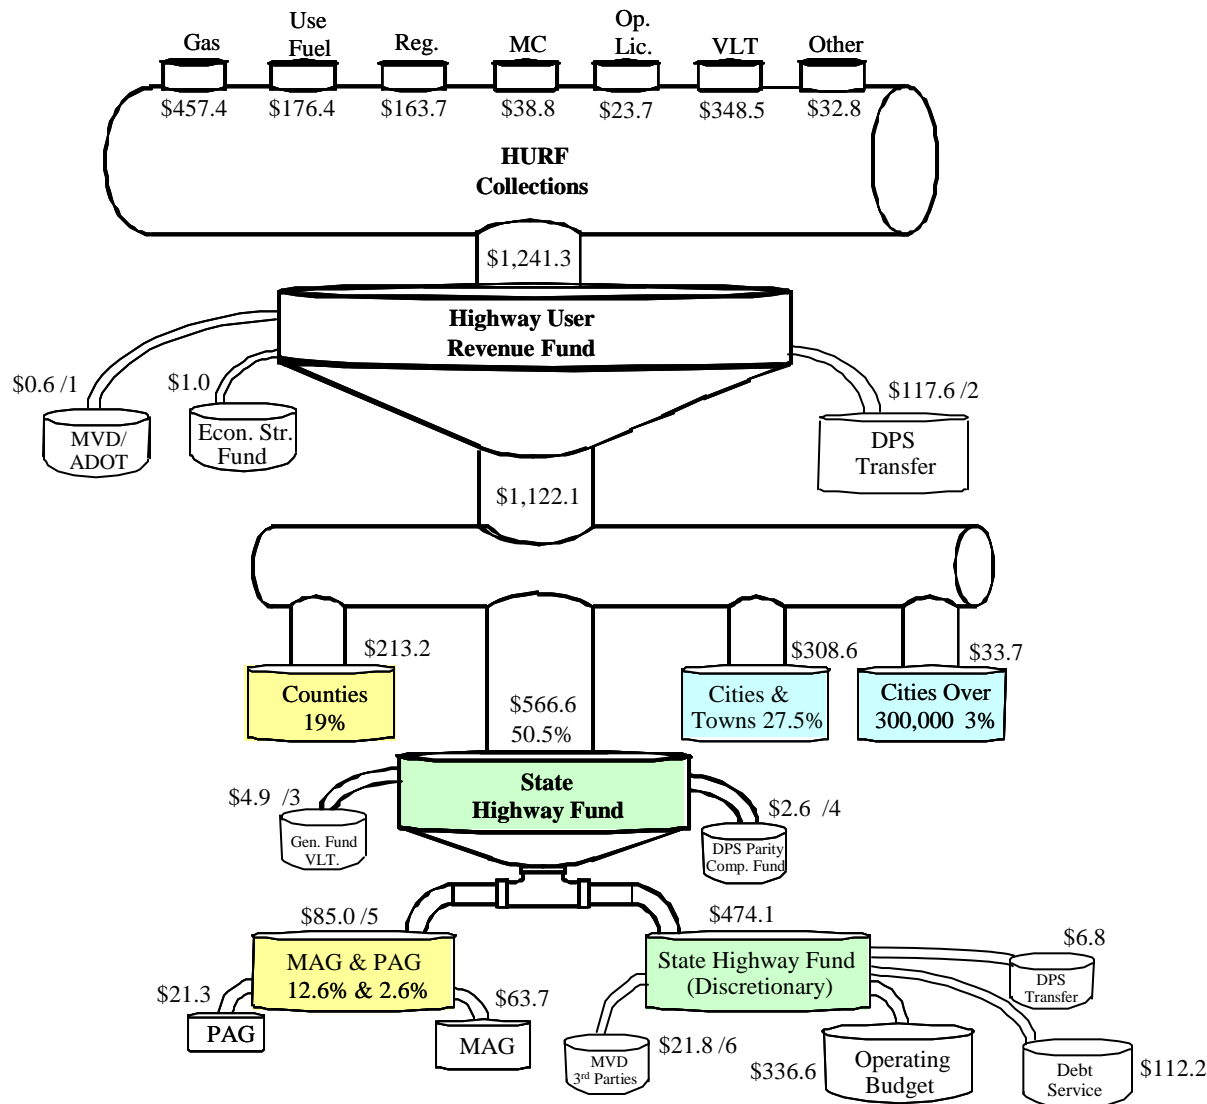 Gas
Use
Fuel
Reg.
MC
Op.
Lic.
VLT
Other
$457.4
$176.4
$163.7
$38.8
$23.7
$348.5
$32.8
HURF
Collections
$1,241.3
Highway User
Revenue Fund
$0.6 /1
$1.0
$117.6 /2
MVD/
ADOT
Econ. Str.
Fund
DPS
Transfer
$1,122.1
$213.2
$308.6
$33.7
Counties
19%
$566.6
50.5%
Cities &
Towns 27.5%
Cities Over
300,000 3%
State
Highway Fund
$4.9 /3
$2.6 /4
Gen. Fund
VLT.
DPS Parity
Comp. Fund
$85.0 /5
$474.1
MAG & PAG
12.6% & 2.6%
State Highway Fund
(Discretionary)
$6.8
DPS
Transfer
$21.3
$63.7
PAG
MAG
MVD
3rd Parties
$21.8 /6
$336.6
Operating
Budget
Debt
Service
$112.2